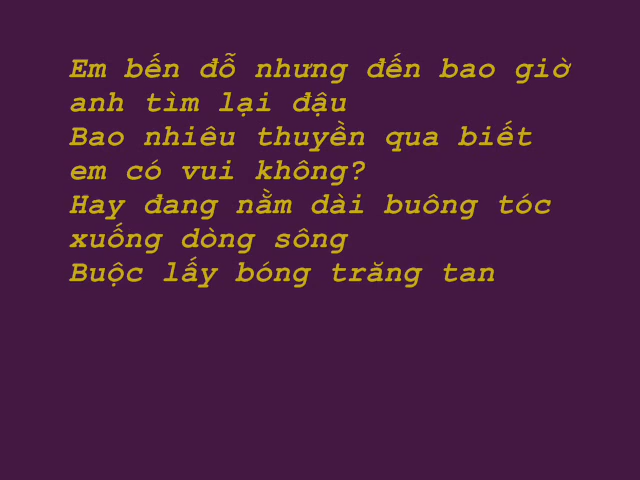 Em bến đỗ nhưng đến bao giờ
anh tìm lại đậu
Bao nhiêu thuyền qua biết
em có vui không?
Hay đang nằm dài buông tóc
xuống dòng sông
Buộc lấy bóng trăng tan